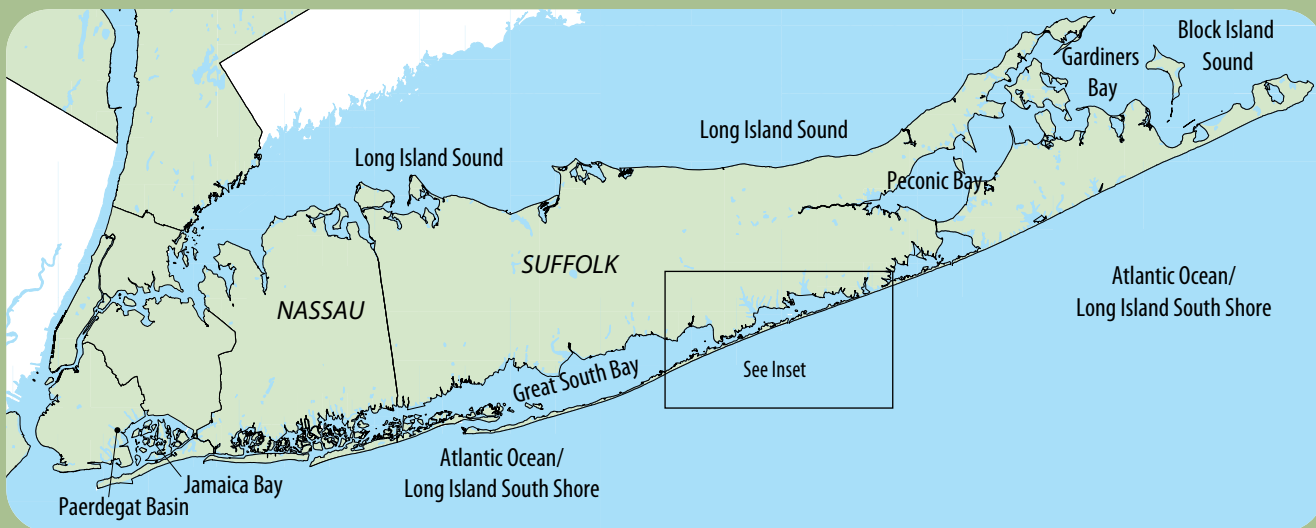 Block Island
Sound
Gardiners
Bay
Long Island Sound
Long Island Sound
Peconic Bay
SUFFOLK
NASSAU
Atlantic Ocean/
Long Island South Shore
See Inset
Great South Bay
Atlantic Ocean/
Long Island South Shore
Jamaica Bay
Paerdegat Basin